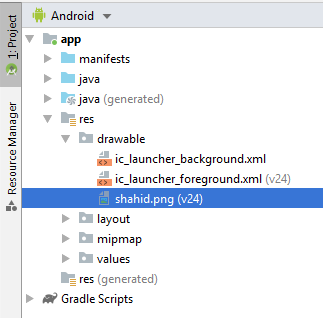 Android
1: Project
Resource Manager
app
manifests
java
java (generated)
res
drawable
ic_launcher_background.xml
ic_launcher_foreground.xml (v24)
shahid.png (v24)
layout
mipmap
values
res (generated)
Gradle Scripts